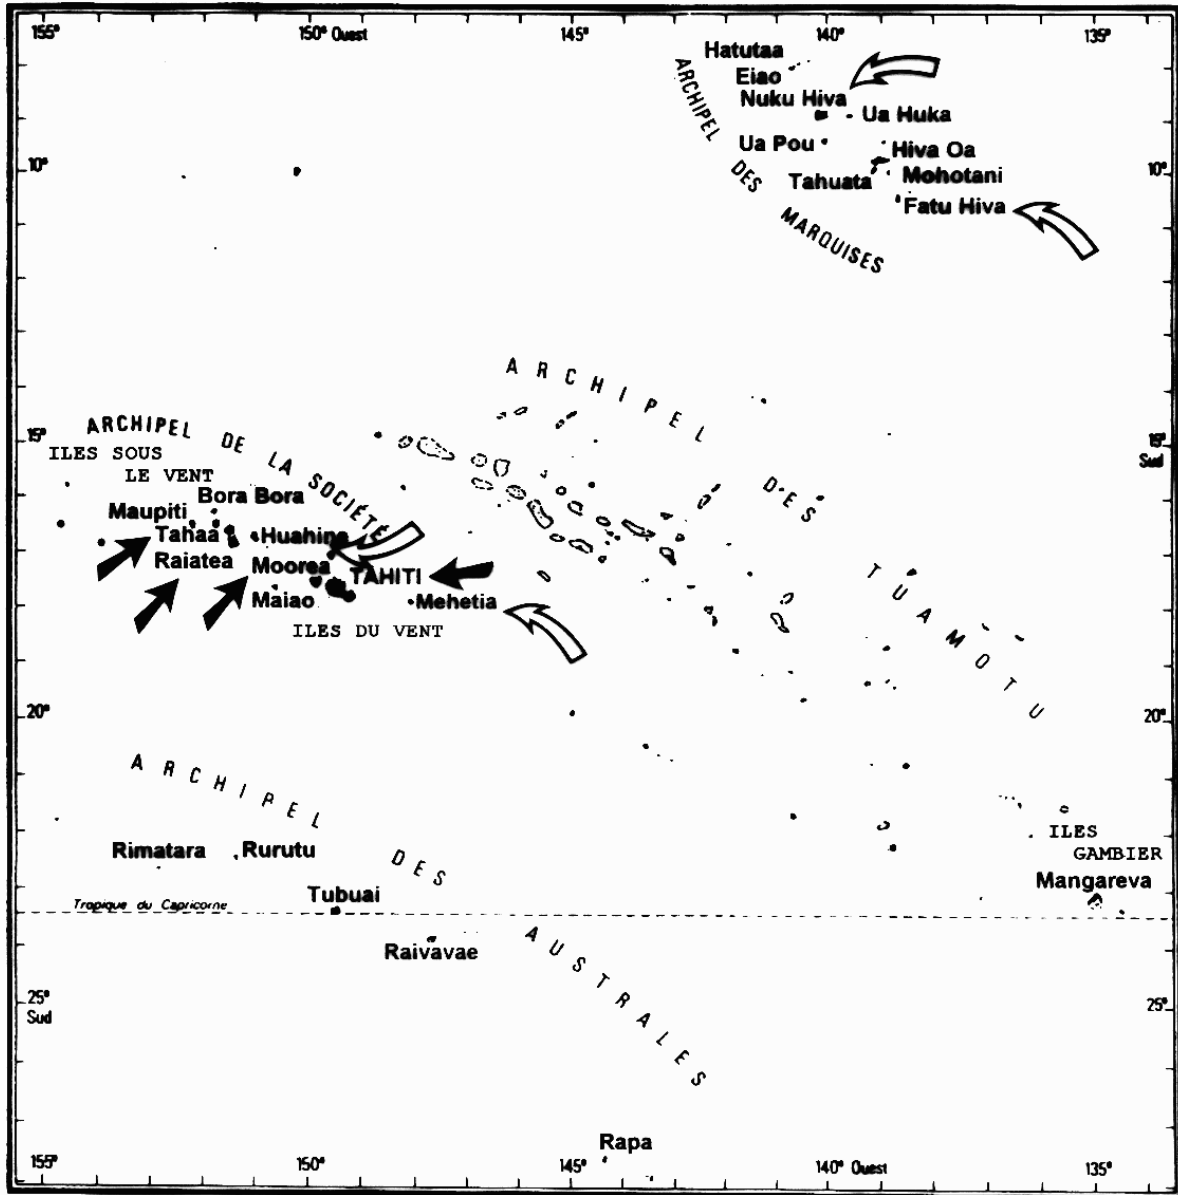 155°
150° Ouest
145°
140°
135°
Hatutaa
Eiao
Nuku Hiva
Ua Huka
Ua Pou
Hiva Oa
Tahuata
Mohotani
Fatu Hiva
ARCHIPEL DES MARQUISES
10°
10°
ARCHIPEL DES TUAMOTU
15°
15°
Sud
ARCHIPEL DE LA SOCIÉTÉ
ILES SOUS
LE VENT
Bora Bora
Maupiti
Tahaa
Huahine
Raiatea
Moorea
TAHITI
Maiao
Mehetia
ILES DU VENT
20°
20°
ARCHIPEL DES AUSTRALES
Rimatara
Rurutu
Tubuai
Tropique du Capricorne
Raivavae
ILES
GAMBIER
Mangareva
25°
Sud
25°
Rapa
155°
150°
145°
140° Ouest
135°